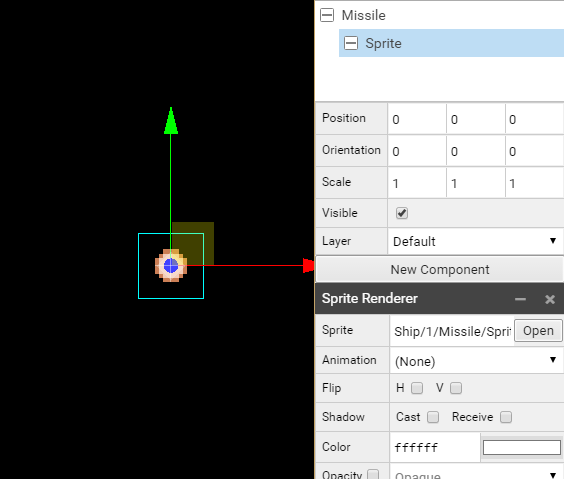 Missile
Sprite
Position 0 0 0
Orientation 0 0 0
Scale 1 1 1
Visible
Layer Default
New Component
Sprite Renderer
Sprite Ship/1/Missile/Spri Open
Animation (None)
Flip H V
Shadow Cast Receive
Color ffffff
Opacity Opaque